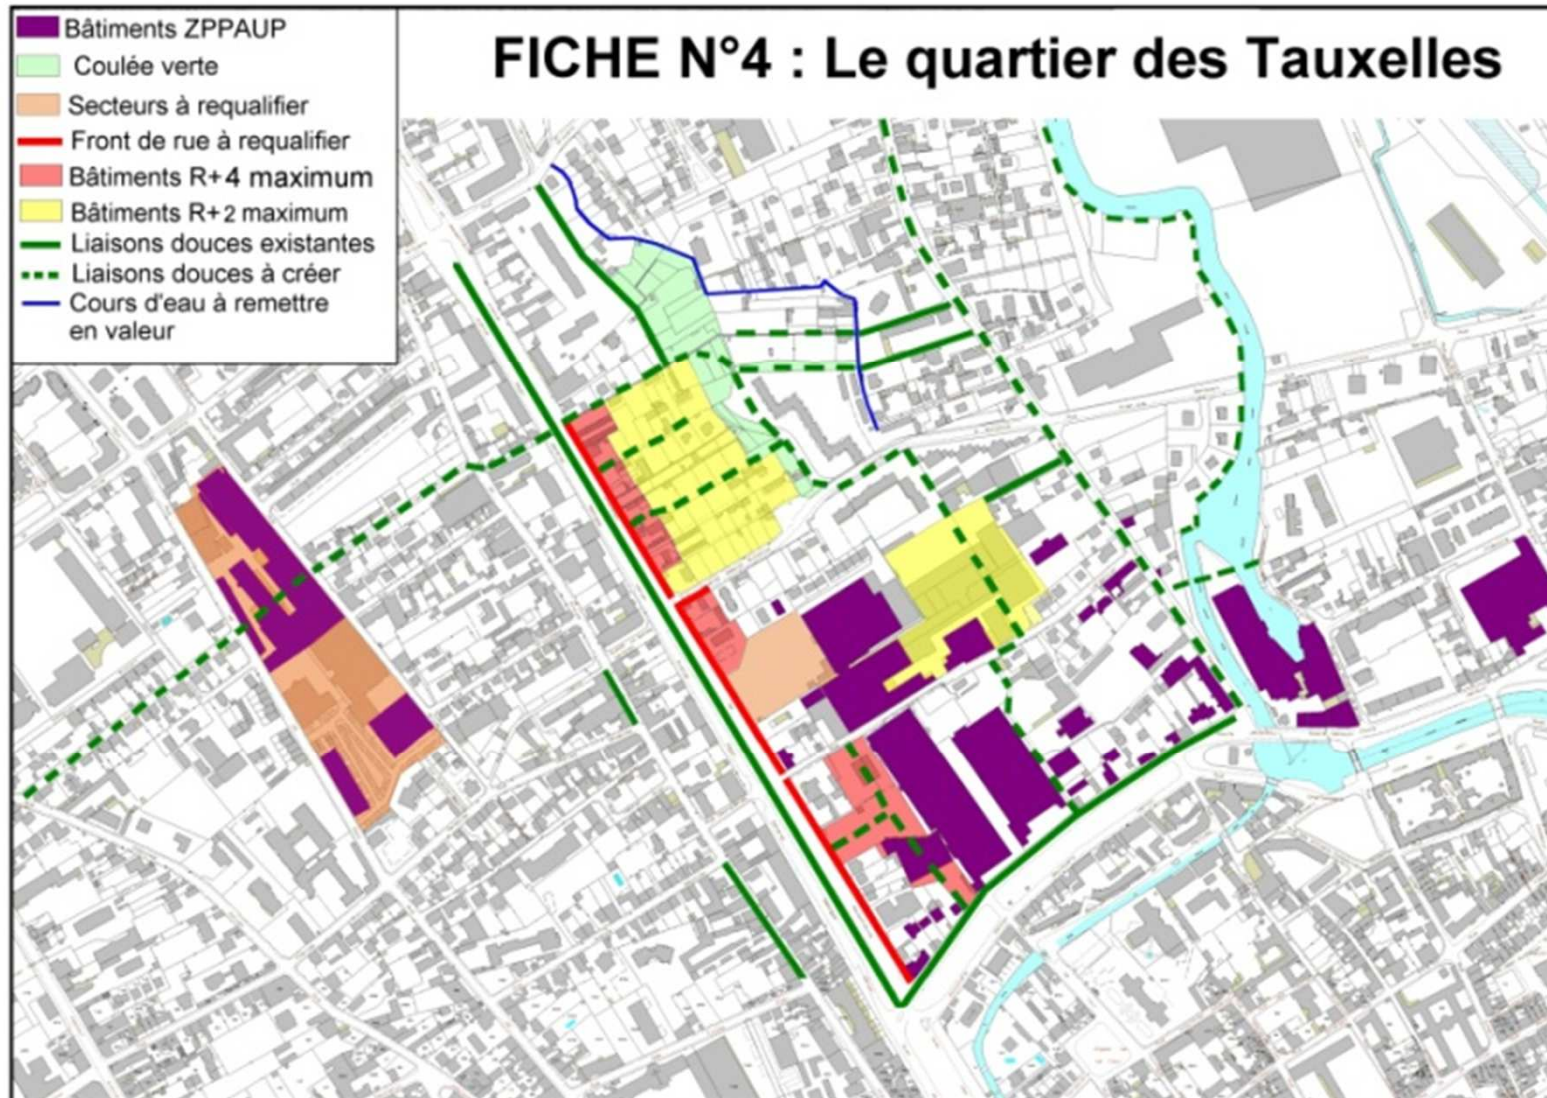 FICHE N°4 : Le quartier des Tauxelles
Bâtiments ZPPAUP
Coulée verte
Secteurs à requalifier
Front de rue à requalifier
Bâtiments R+4 maximum
Bâtiments R+2 maximum
Liaisons douces existantes
Liaisons douces à créer
Cours d'eau à remettre
en valeur